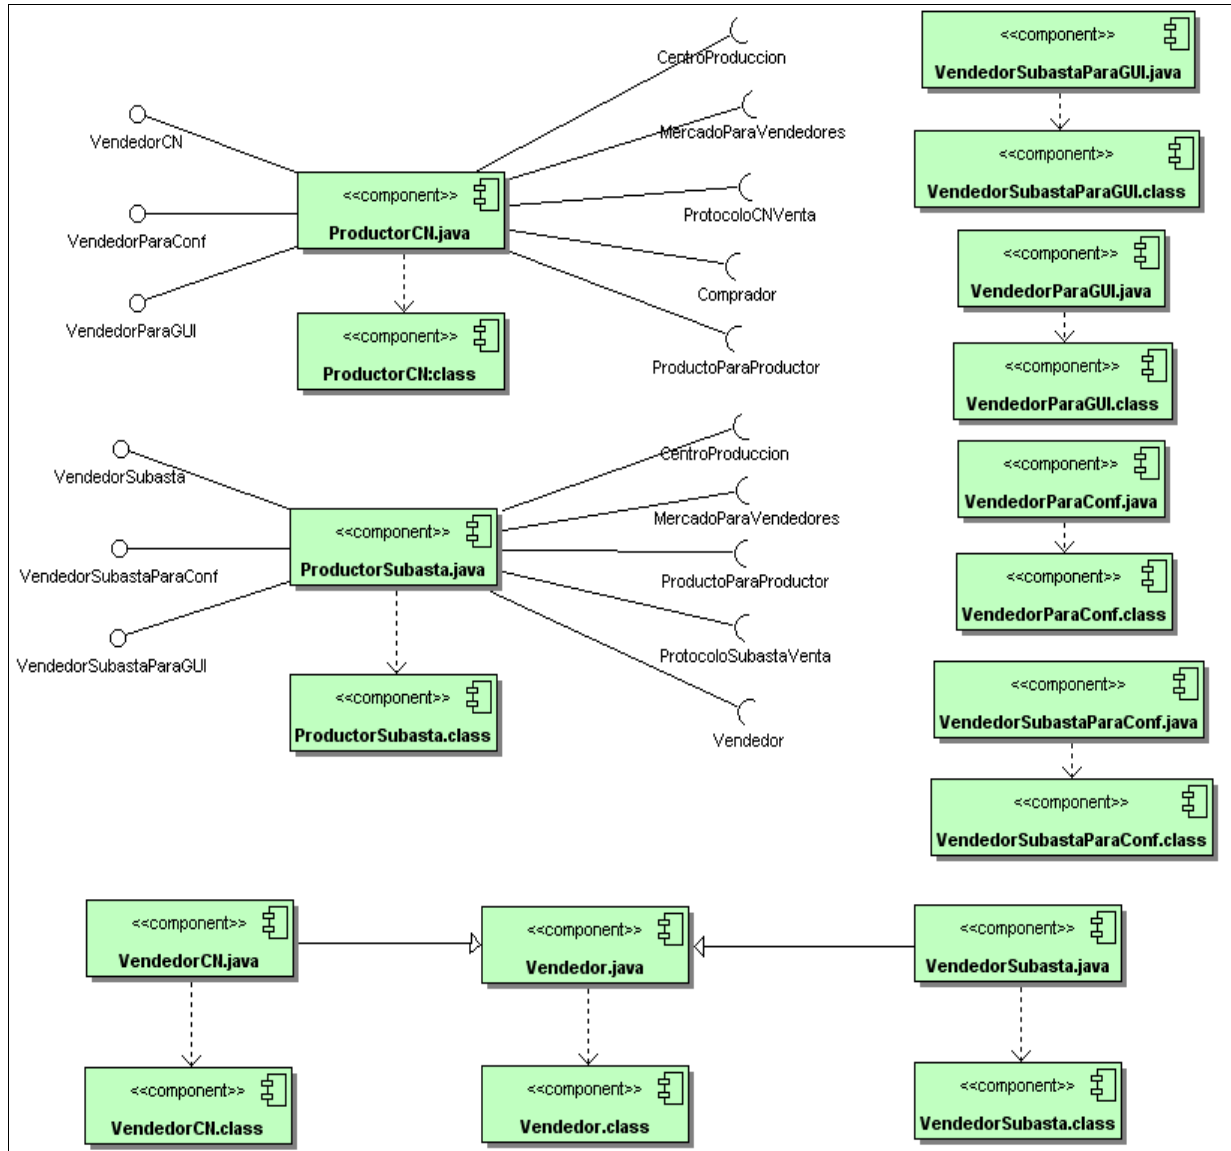 CentroProduccion
<<component>>
VendedorSubastaParaGUI.java
VendedorCN
MercadoParaVendedores
<<component>>
VendedorSubastaParaGUI.class
<<component>>
ProductorCN.java
ProtocoloCNVenta
VendedorParaConf
<<component>>
VendedorParaGUI.java
Comprador
VendedorParaGUI
<<component>>
ProductorCN:class
ProductoParaProductor
<<component>>
VendedorParaGUI.class
CentroProduccion
VendedorSubasta
<<component>>
VendedorParaConf.java
MercadoParaVendedores
<<component>>
ProductorSubasta.java
VendedorSubastaParaConf
ProductoParaProductor
<<component>>
VendedorParaConf.class
ProtocoloSubastaVenta
VendedorSubastaParaGUI
<<component>>
ProductorSubasta.class
Vendedor
<<component>>
VendedorSubastaParaConf.java
<<component>>
VendedorSubastaParaConf.class
<<component>>
VendedorCN.java
<<component>>
Vendedor.java
<<component>>
VendedorSubasta.java
<<component>>
VendedorCN.class
<<component>>
Vendedor.class
<<component>>
VendedorSubasta.class